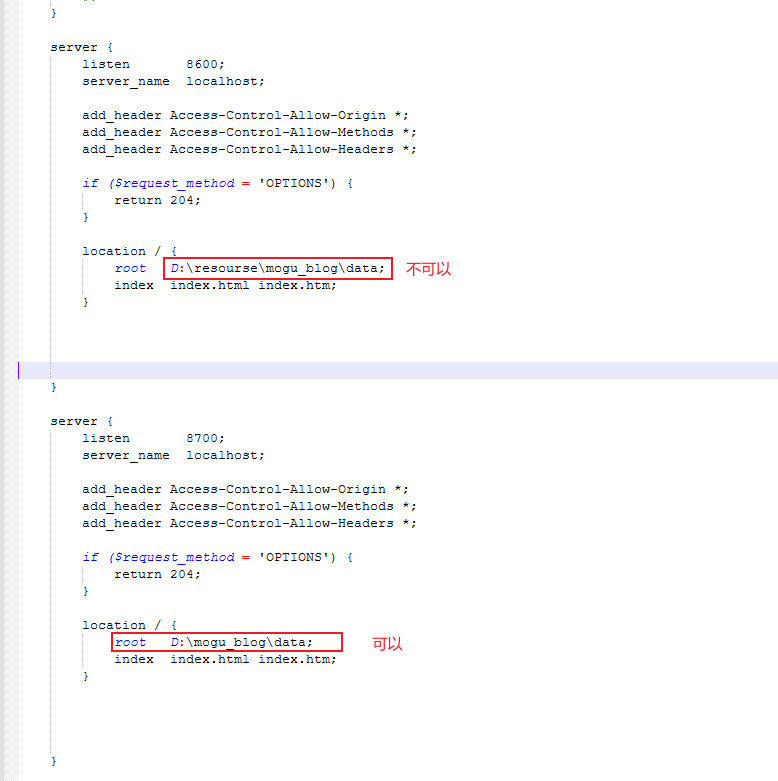 }
server {
listen 8600;
server_name localhost;
add_header Access-Control-Allow-Origin *;
add_header Access-Control-Allow-Methods *;
add_header Access-Control-Allow-Headers *;
if ($request_method = 'OPTIONS') {
return 204;
}
location / {
root D:\resourse\mogu_blog\data; 不可以
index index.html index.htm;
}
}
server {
listen 8700;
server_name localhost;
add_header Access-Control-Allow-Origin *;
add_header Access-Control-Allow-Methods *;
add_header Access-Control-Allow-Headers *;
if ($request_method = 'OPTIONS') {
return 204;
}
location / {
root D:\mogu_blog\data; 可以
index index.html index.htm;
}
}